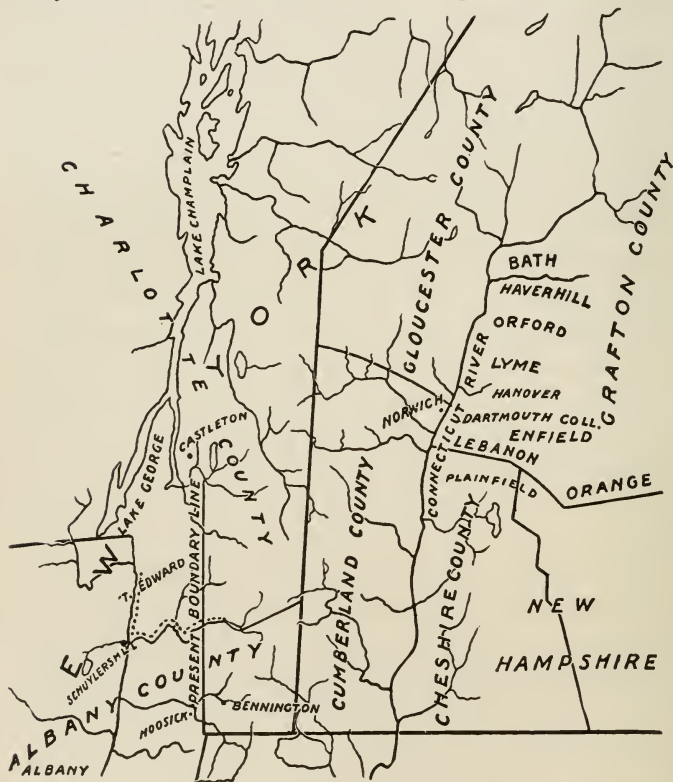 CHARLOTTE COUNTY
LAKE CHAMPLAIN
NEW YORK
GLOUCESTER COUNTY
GRAFTON COUNTY
BATH
HAVERHILL
ORFORD
LYME
HANOVER
DARTMOUTH COLL.
NORWICH
CONNECTICUT RIVER
ENFIELD
LEBANON
PLAINFIELD
ORANGE
CASTLETON
LAKE GEORGE
PRESENT BOUNDARY LINE
CUMBERLAND COUNTY
CHESHIRE COUNTY
FT. EDWARD
NEW
HAMPSHIRE
ALBANY COUNTY
BENNINGTON
HOOSICK
ALBANY